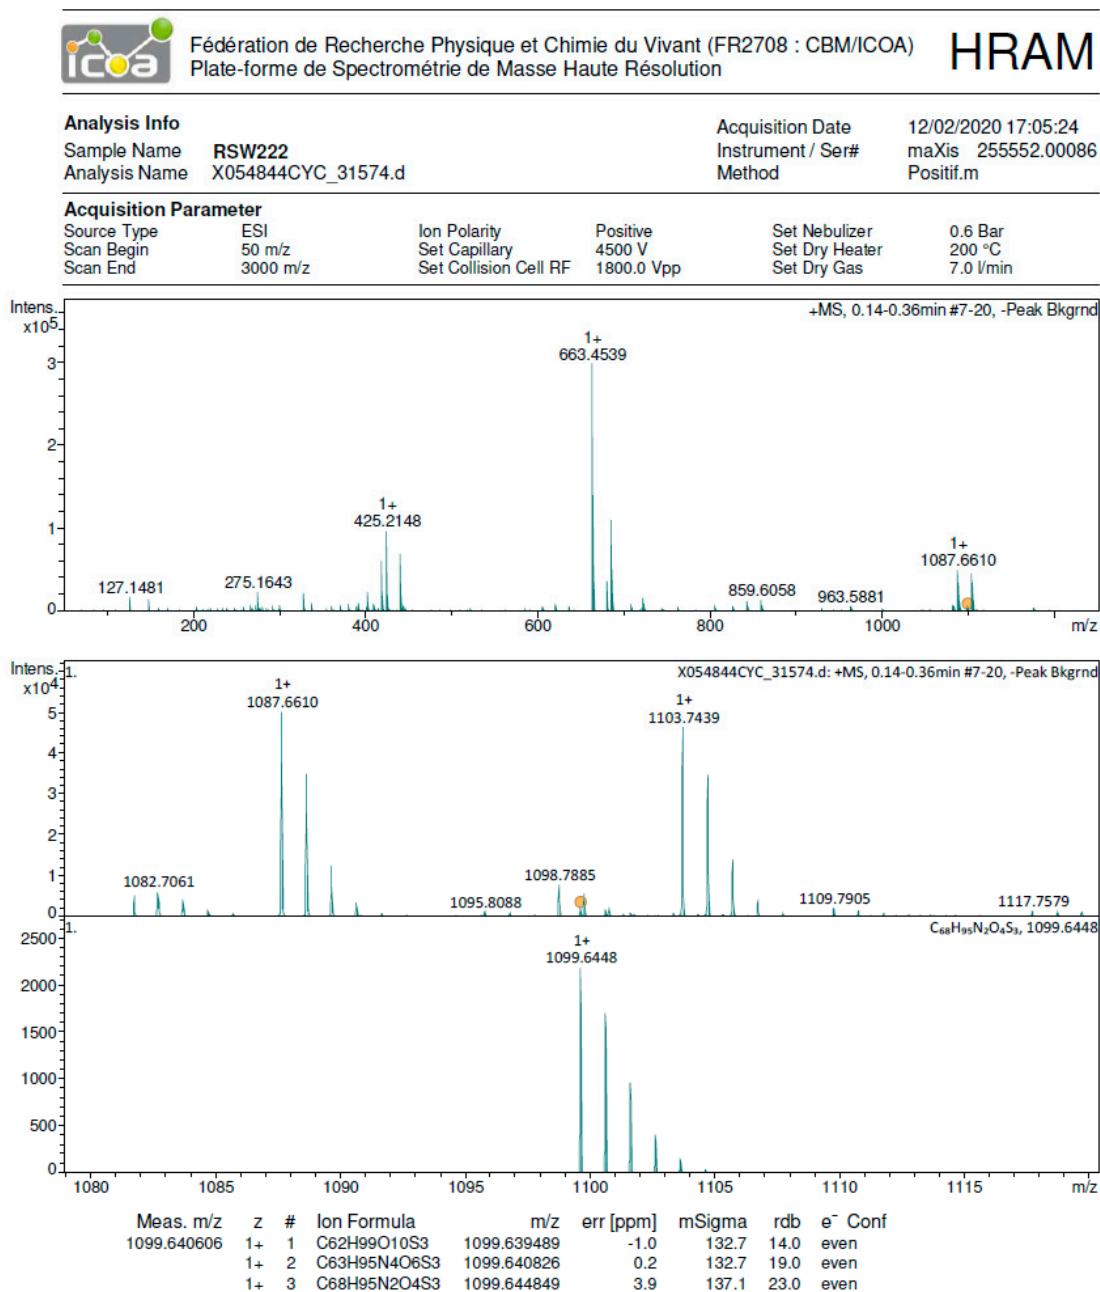 icoa
Fédération de Recherche Physique et Chimie du Vivant (FR2708 : CBM/ICOA)
Plate-forme de Spectrométrie de Masse Haute Résolution
HRAM
Analysis Info
Acquisition Date 12/02/2020 17:05:24
Sample Name RSW222
Instrument / Ser# maXis 255552.00086
Analysis Name X054844CYC_31574.d
Method Positif.m
Acquisition Parameter
Source Type ESI Ion Polarity Positive Set Nebulizer 0.6 Bar
Scan Begin 50 m/z Set Capillary 4500 V Set Dry Heater 200 °C
Scan End 3000 m/z Set Collision Cell RF 1800.0 Vpp Set Dry Gas 7.0 l/min
Intens.
x10⁵
+MS, 0.14-0.36min #7-20, -Peak Bkgrnd
1+
663.4539
3
2
1+
425.2148
1
1+
1087.6610
127.1481
275.1643
859.6058
963.5881
0
200 400 600 800 1000 m/z
Intens.
x10⁴
1.
X054844CYC_31574.d: +MS, 0.14-0.36min #7-20, -Peak Bkgrnd
1+
1087.6610
1+
1103.7439
5
4
3
2
1
1082.7061
1098.7885
1095.8088
1109.7905
1117.7579
0
1.
C₆₈H₉₅N₂O₄S₃, 1099.6448
1+
1099.6448
2500
2000
1500
1000
500
0
1080 1085 1090 1095 1100 1105 1110 1115 m/z
Meas. m/z z # Ion Formula m/z err [ppm] mSigma rdb e⁻ Conf
1099.640606 1+ 1 C62H99O10S3 1099.639489 -1.0 132.7 14.0 even
1+ 2 C63H95N4O6S3 1099.640826 0.2 132.7 19.0 even
1+ 3 C68H95N2O4S3 1099.644849 3.9 137.1 23.0 even